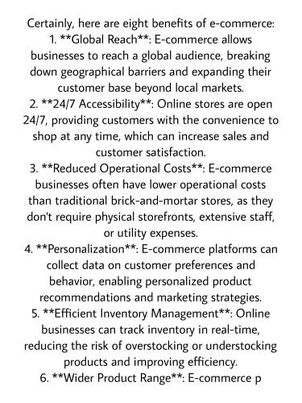 Certainly, here are eight benefits of e-commerce:
1. **Global Reach**: E-commerce allows
businesses to reach a global audience, breaking
down geographical barriers and expanding their
customer base beyond local markets.
2. **24/7 Accessibility**: Online stores are open
24/7, providing customers with the convenience to
shop at any time, which can increase sales and
customer satisfaction.
3. **Reduced Operational Costs**: E-commerce
businesses often have lower operational costs
than traditional brick-and-mortar stores, as they
don't require physical storefronts, extensive staff,
or utility expenses.
4. **Personalization**: E-commerce platforms can
collect data on customer preferences and
behavior, enabling personalized product
recommendations and marketing strategies.
5. **Efficient Inventory Management**: Online
businesses can track inventory in real-time,
reducing the risk of overstocking or understocking
products and improving efficiency.
6. **Wider Product Range**: E-commerce p